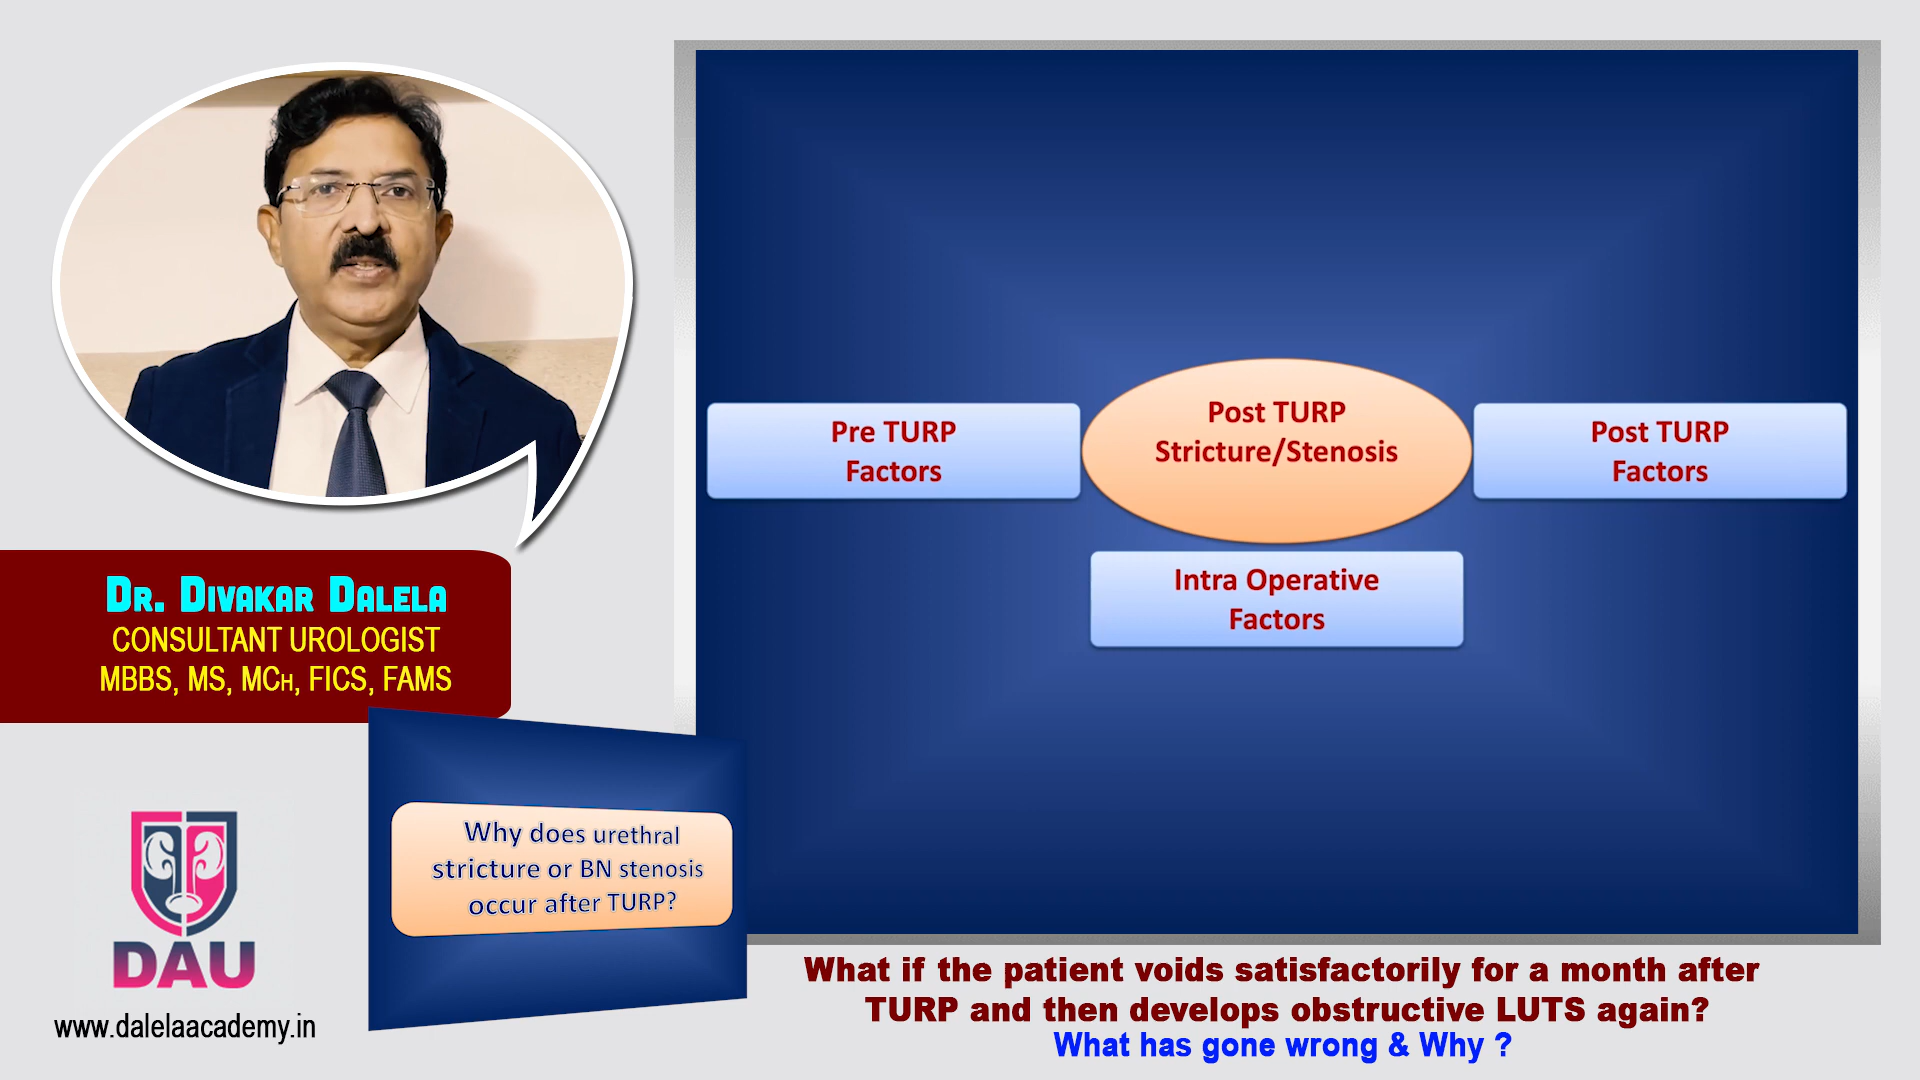 Post TURP
Stricture/Stenosis
Pre TURP
Factors
Post TURP
Factors
Intra Operative
Factors
DR. DIVAKAR DALELA
CONSULTANT UROLOGIST
MBBS, MS, MCH, FICS, FAMS
Why does urethral
stricture or BN stenosis
occur after TURP?
DAU
www.dalelaacademy.in
What if the patient voids satisfactorily for a month after
TURP and then develops obstructive LUTS again?
What has gone wrong & Why ?